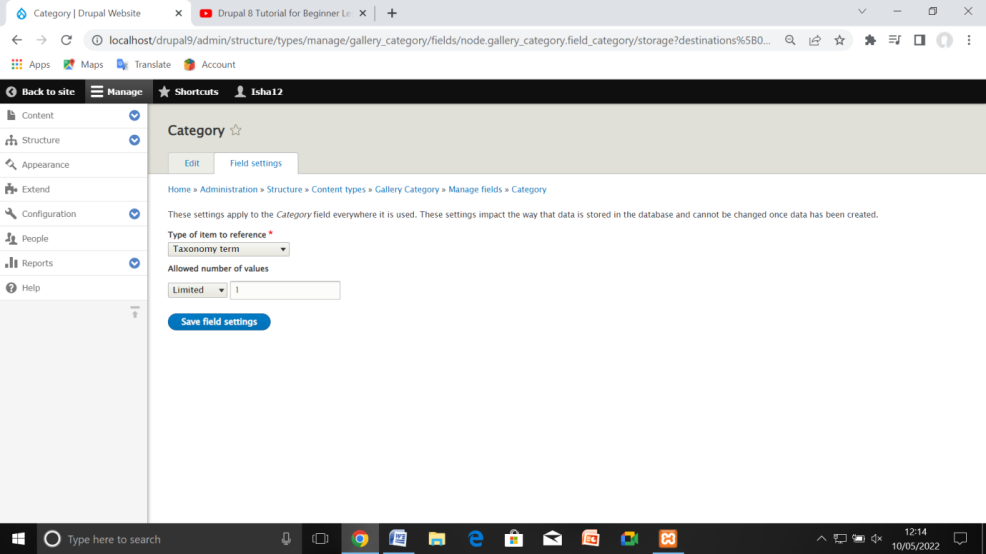 Category | Drupal Website
Drupal 8 Tutorial for Beginner Le
localhost/drupal9/admin/structure/types/manage/gallery_category/fields/node.gallery_category.field_category/storage?destinations%5B0...
Apps Maps Translate Account
Back to site Manage Shortcuts Isha12
Content
Structure
Appearance
Extend
Configuration
People
Reports
Help
Category
Edit Field settings
Home » Administration » Structure » Content types » Gallery Category » Manage fields » Category
These settings apply to the Category field everywhere it is used. These settings impact the way that data is stored in the database and cannot be changed once data has been created.
Type of item to reference *
Taxonomy term
Allowed number of values
Limited 1
Save field settings
Type here to search
12:14
10/05/2022